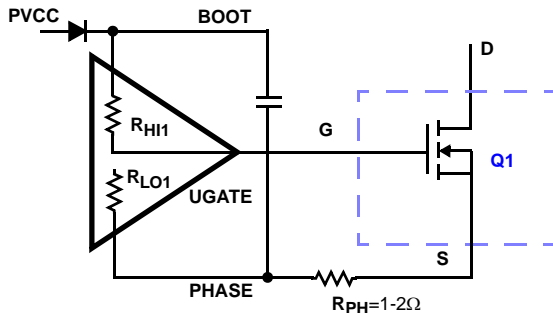 PVCC
BOOT
D
G
RHI1
Q1
RLO1
UGATE
S
PHASE
RPH=1-2Ω